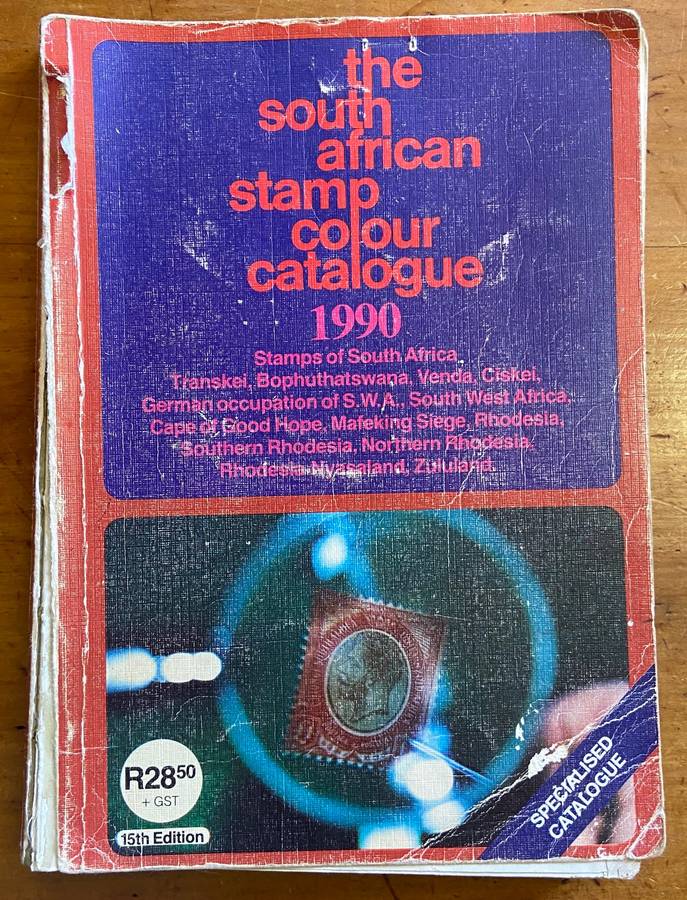 the
south
african
stamp
colour
catalogue
1990
Stamps of South Africa,
Transkei, Bophuthatswana, Venda, Ciskei,
German occupation of S.W.A., South West Africa,
Cape of Good Hope, Mafeking Siege, Rhodesia,
Southern Rhodesia, Northern Rhodesia,
Rhodesia-Nyasaland, Zululand.
R2850
+ GST
15th Edition
SPECIALISED
CATALOGUE